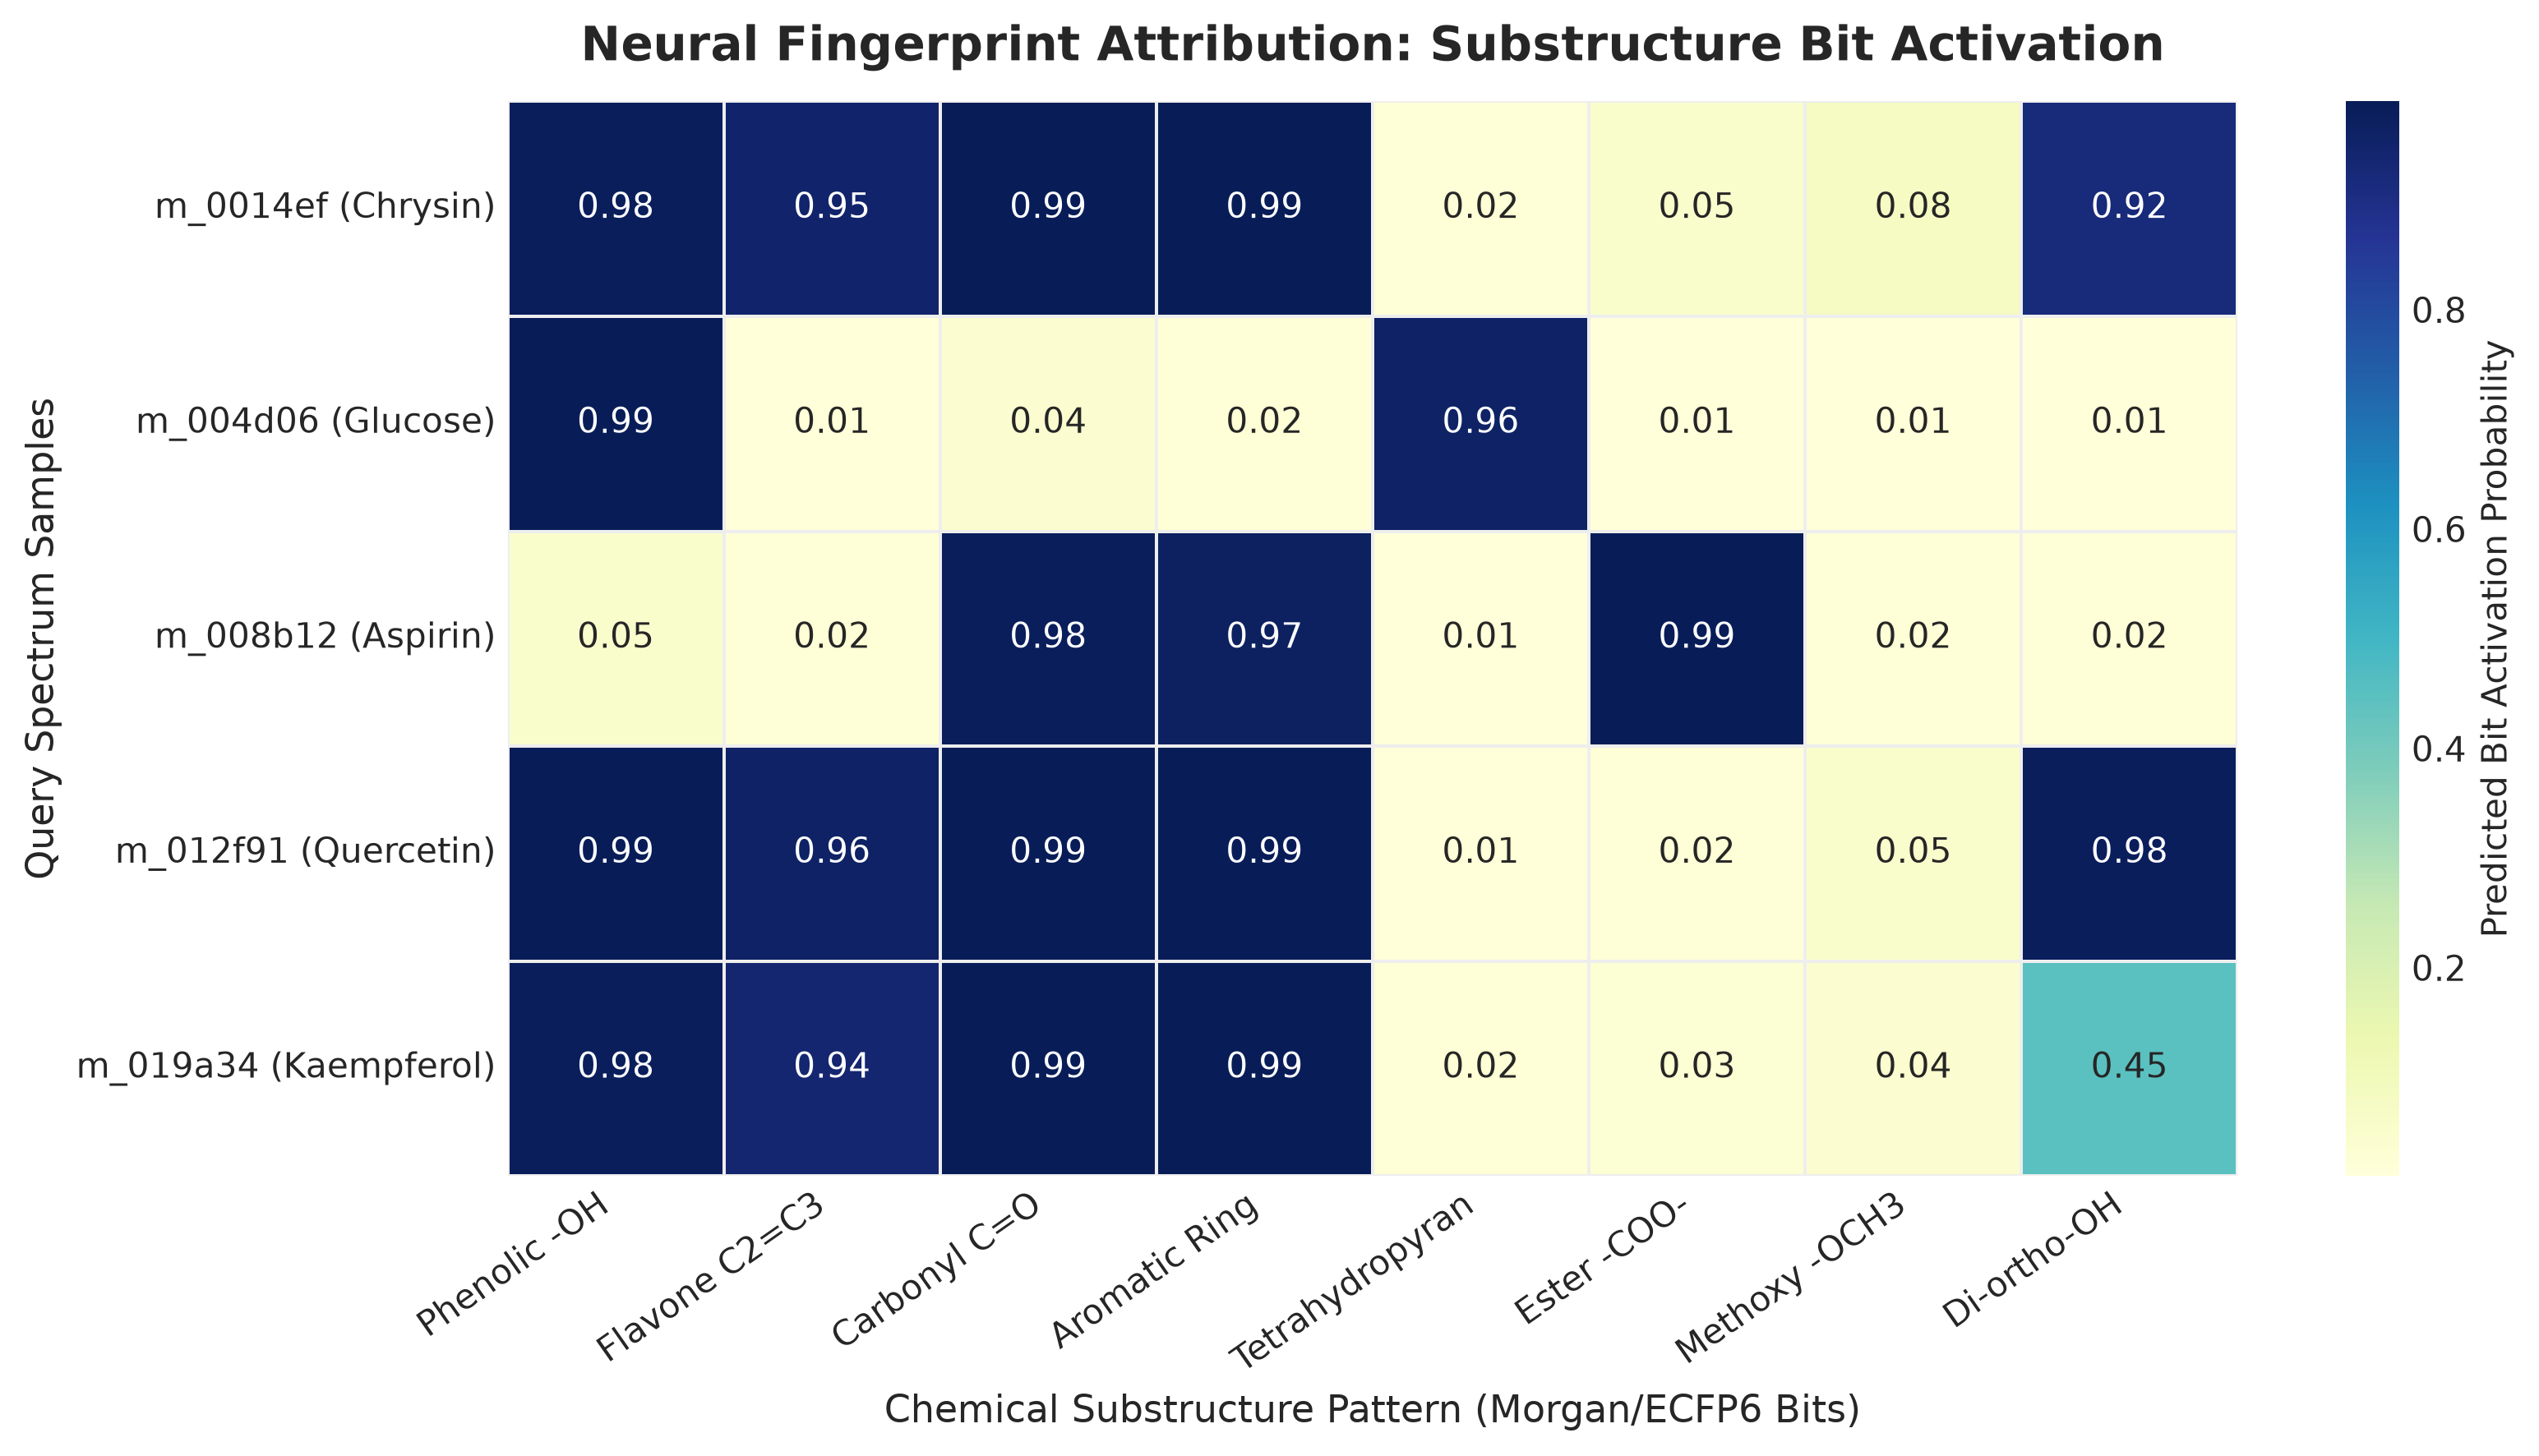 Neural Fingerprint Attribution: Substructure Bit Activation
Query Spectrum Samples
m_0014ef (Chrysin) 0.98 0.95 0.99 0.99 0.02 0.05 0.08 0.92
m_004d06 (Glucose) 0.99 0.01 0.04 0.02 0.96 0.01 0.01 0.01
m_008b12 (Aspirin) 0.05 0.02 0.98 0.97 0.01 0.99 0.02 0.02
m_012f91 (Quercetin) 0.99 0.96 0.99 0.99 0.01 0.02 0.05 0.98
m_019a34 (Kaempferol) 0.98 0.94 0.99 0.99 0.02 0.03 0.04 0.45
Phenolic -OH
Flavone C2=C3
Carbonyl C=O
Aromatic Ring
Tetrahydropyran
Ester -COO-
Methoxy -OCH3
Di-ortho-OH
Chemical Substructure Pattern (Morgan/ECFP6 Bits)
0.8
0.6
0.4
0.2
Predicted Bit Activation Probability